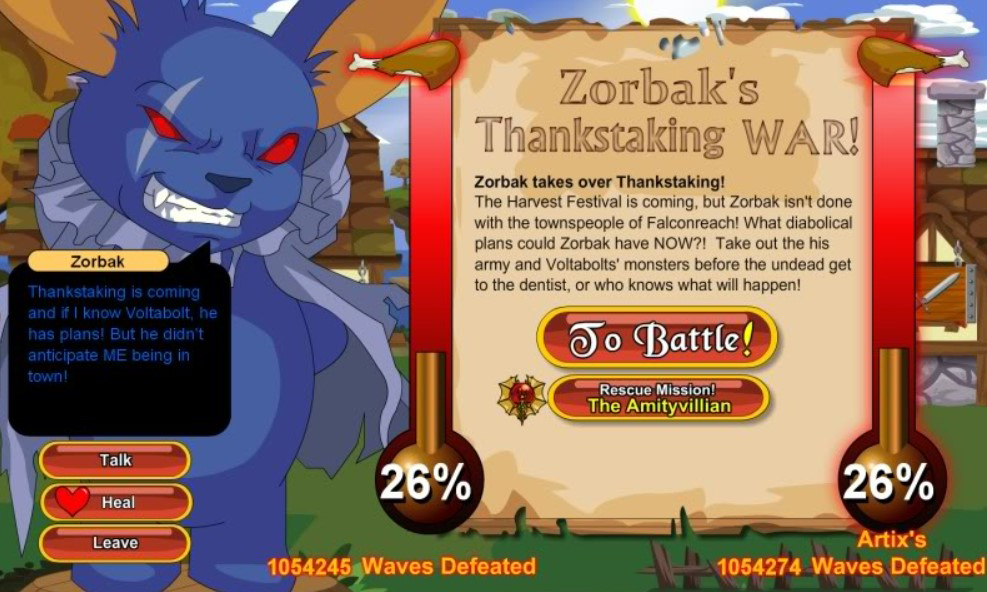 Zorbak's
Thankstaking WAR!
Zorbak takes over Thankstaking!
The Harvest Festival is coming, but Zorbak isn't done
with the townspeople of Falconreach! What diabolical
plans could Zorbak have NOW?! Take out the his
army and Voltabolts' monsters before the undead get
to the dentist, or who knows what will happen!
To Battle!
Rescue Mission!
The Amityvillian
Zorbak
Thankstaking is coming
and if I know Voltabolt, he
has plans! But he didn't
anticipate ME being in
town!
Talk
Heal
Leave
26%
26%
1054245 Waves Defeated
Artix's
1054274 Waves Defeated